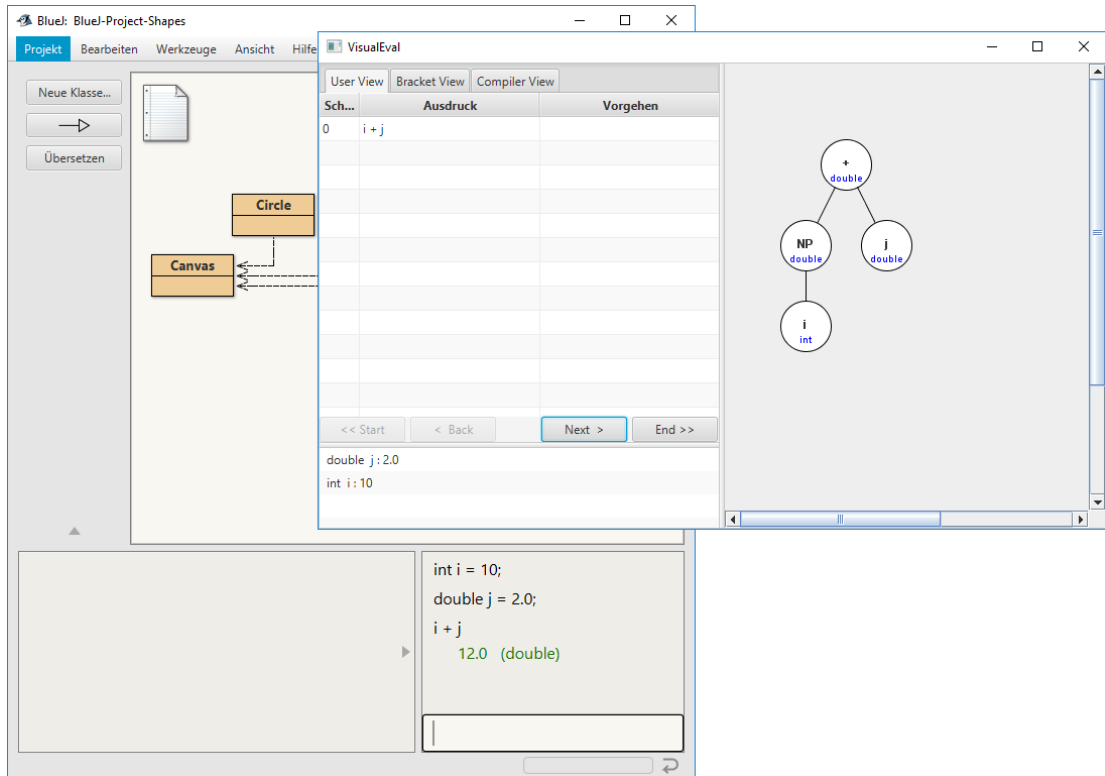 BlueJ: BlueJ-Project-Shapes
Projekt Bearbeiten Werkzeuge Ansicht Hilfe
Neue Klasse...
Übersetzen
Circle
Canvas
VisualEval
User View Bracket View Compiler View
Sch... Ausdruck Vorgehen
0 i + j
<< Start < Back Next > End >>
double j : 2.0
int i : 10
+
double
NP
double
j
double
i
int
int i = 10;
double j = 2.0;
i + j
12.0 (double)